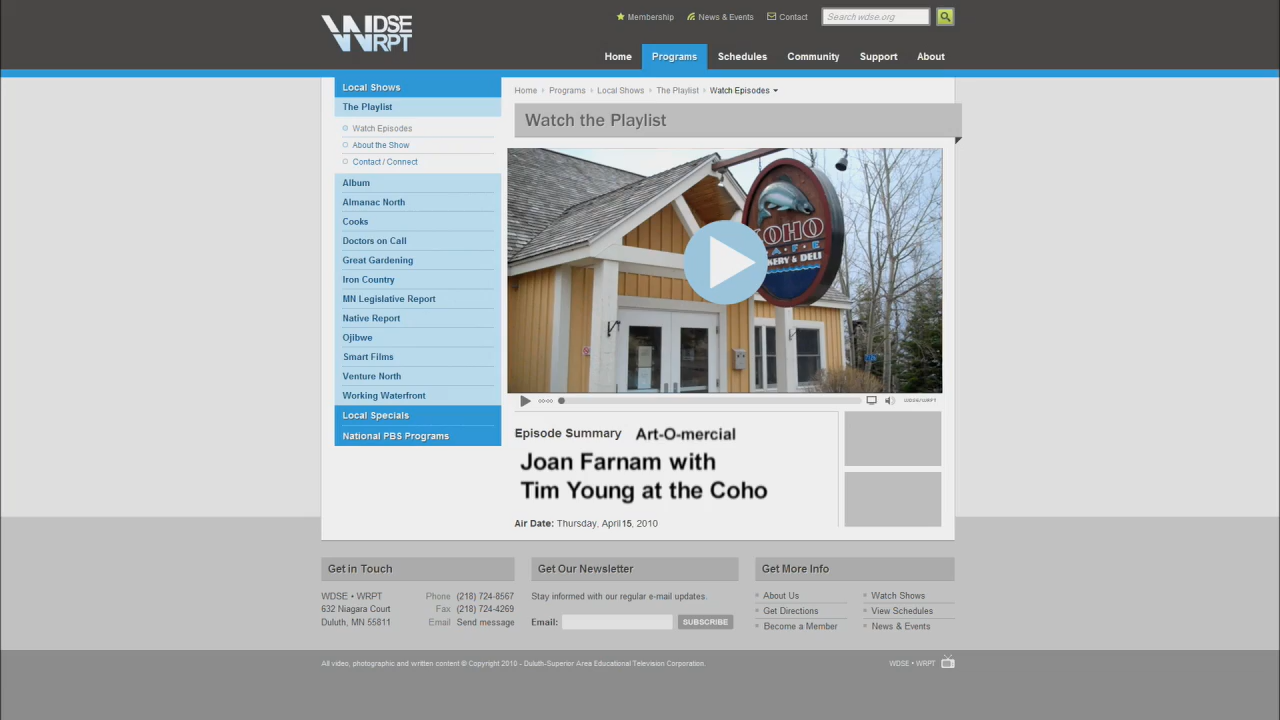 WDSE
WRPT
Membership
News & Events
Contact
Search wdse.org
Home
Programs
Schedules
Community
Support
About
Local Shows
The Playlist
Watch Episodes
About the Show
Contact / Connect
Album
Almanac North
Cooks
Doctors on Call
Great Gardening
Iron Country
MN Legislative Report
Native Report
Ojibwe
Smart Films
Venture North
Working Waterfront
Local Specials
National PBS Programs
Home Programs Local Shows The Playlist Watch Episodes
Watch the Playlist
COHO
CAFE
BAKERY & DELI
00:00
WDSE/WRPT
Episode Summary Art-O-mercial
Joan Farnam with
Tim Young at the Coho
Air Date: Thursday, April 15, 2010
Get in Touch
WDSE • WRPT
632 Niagara Court
Duluth, MN 55811
Phone (218) 724-8567
Fax (218) 724-4269
Email Send message
Get Our Newsletter
Stay informed with our regular e-mail updates.
Email:
SUBSCRIBE
Get More Info
About Us
Get Directions
Become a Member
Watch Shows
View Schedules
News & Events
All video, photographic and written content © Copyright 2010 - Duluth-Superior Area Educational Television Corporation.
WDSE • WRPT